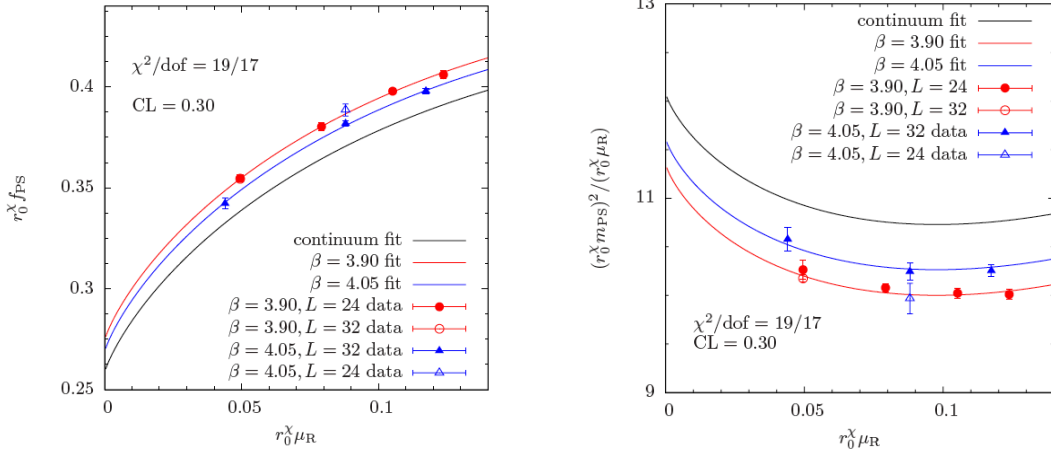 0.4
0.35
0.3
0.25
r₀^χ f_PS
χ²/dof = 19/17
CL = 0.30
continuum fit
β = 3.90 fit
β = 4.05 fit
β = 3.90, L = 24 data
β = 3.90, L = 32 data
β = 4.05, L = 32 data
β = 4.05, L = 24 data
0 0.05 0.1
r₀^χ μ_R
13
11
9
(r₀^χ m_PS)²/(r₀^χ μ_R)
continuum fit
β = 3.90 fit
β = 4.05 fit
β = 3.90, L = 24
β = 3.90, L = 32
β = 4.05, L = 32 data
β = 4.05, L = 24 data
χ²/dof = 19/17
CL = 0.30
0 0.05 0.1
r₀^χ μ_R